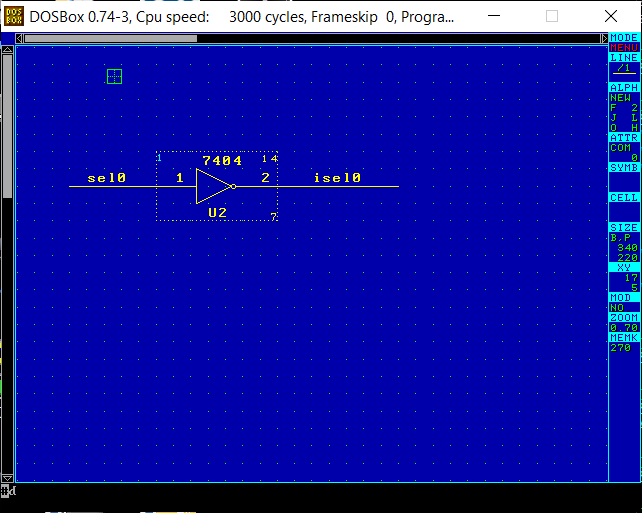 DOS BOX DOSBox 0.74-3, Cpu speed: 3000 cycles, Frameskip 0, Progra...
MODE
MENU
LINE
/1
ALPH
NEW
F 2
J L
O H
ATTR
COM
0
SYMB
CELL
SIZE
B,P
340
220
XY
17
5
MOD
NO
ZOOM
0.70
MEMK
270
1 7404 14
sel0 1 2 isel0
U2 7
d